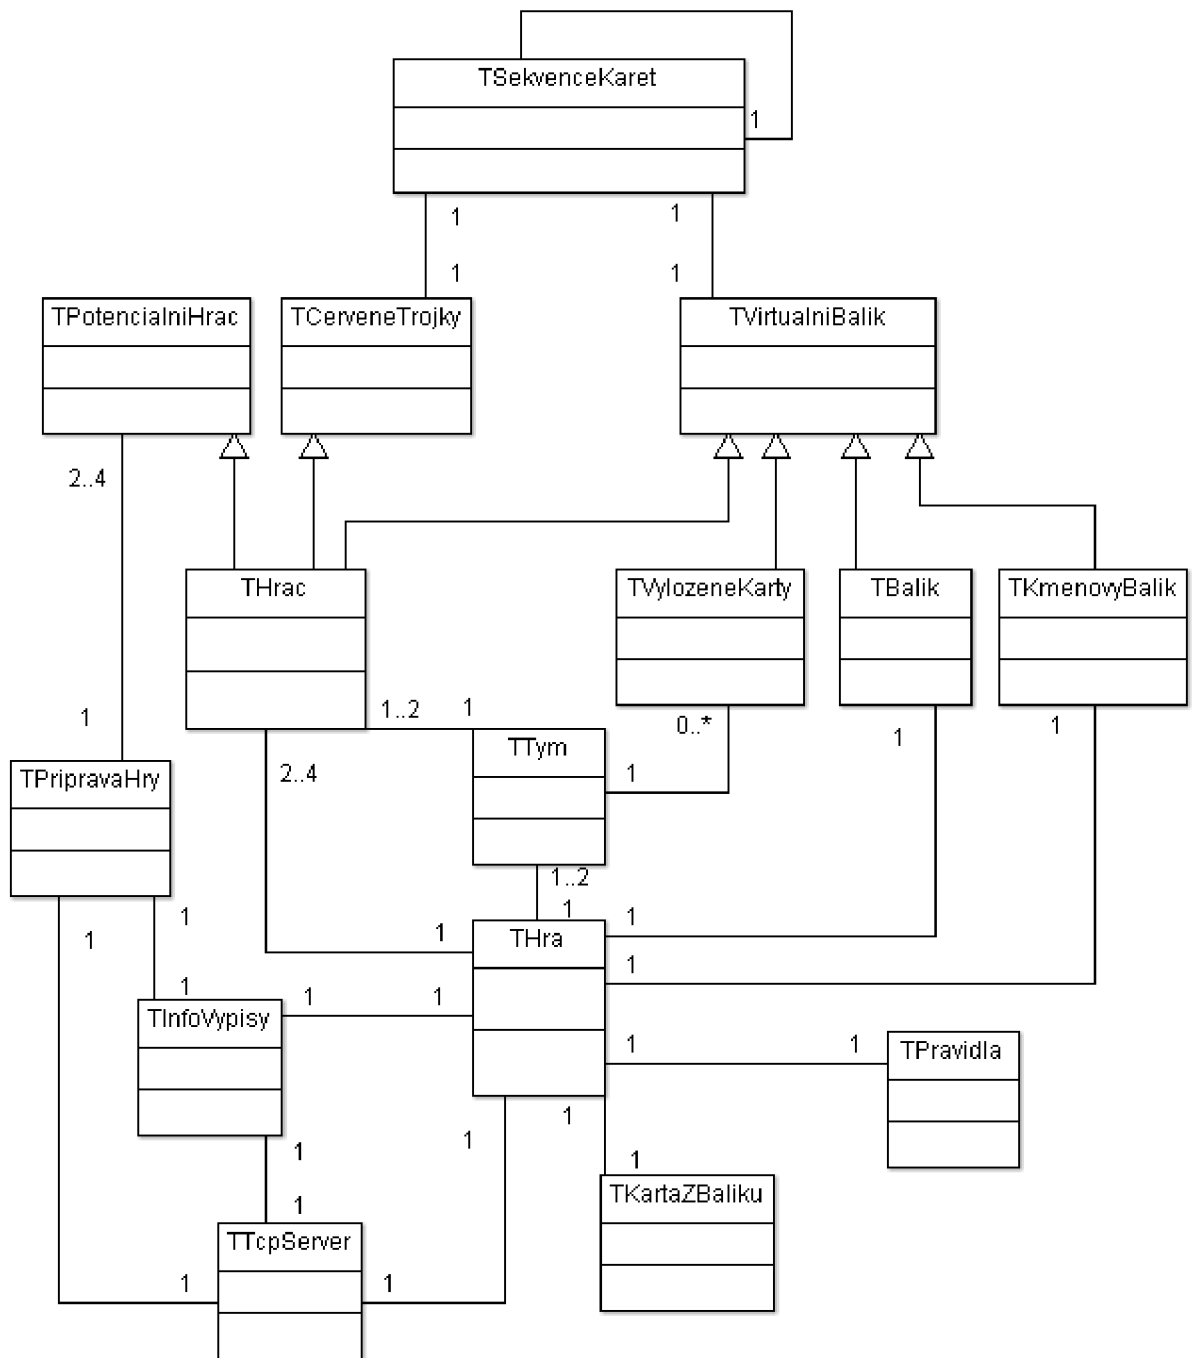 TSekvenceKaret
1
1
1
1
1
TPotencialniHrac
TCerveneTrojky
TVirtualniBalik
2..4
THrac
TVylozeneKarty
TBalik
TKmenovyBalik
1
1..2
1
0..*
1
1
TTym
TPripravaHry
2..4
1
1..2
1
1
1
1
1
THra
1
1
1
1
TInfoVypisy
1
1
TPravidla
1
1
1
1
TKartaZBaliku
1
TTcpServer
1
1